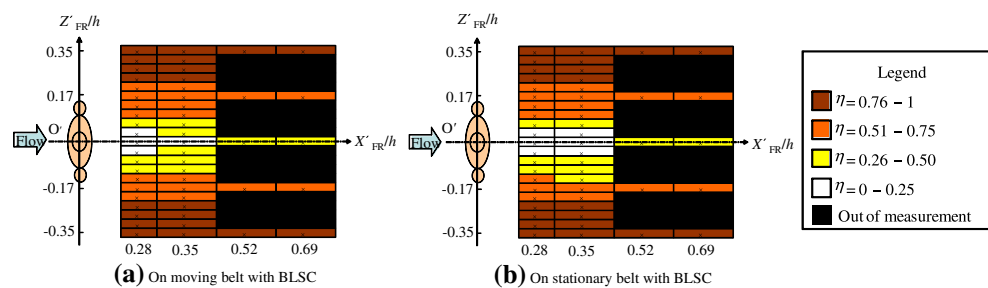 Z′FR/h
0.35
0.17
O′
Flow
X′FR/h
-0.17
-0.35
0.28 0.35 0.52 0.69
(a) On moving belt with BLSC
Z′FR/h
0.35
0.17
O′
Flow
X′FR/h
-0.17
-0.35
0.28 0.35 0.52 0.69
(b) On stationary belt with BLSC
Legend
η = 0.76 – 1
η = 0.51 – 0.75
η = 0.26 – 0.50
η = 0 – 0.25
Out of measurement